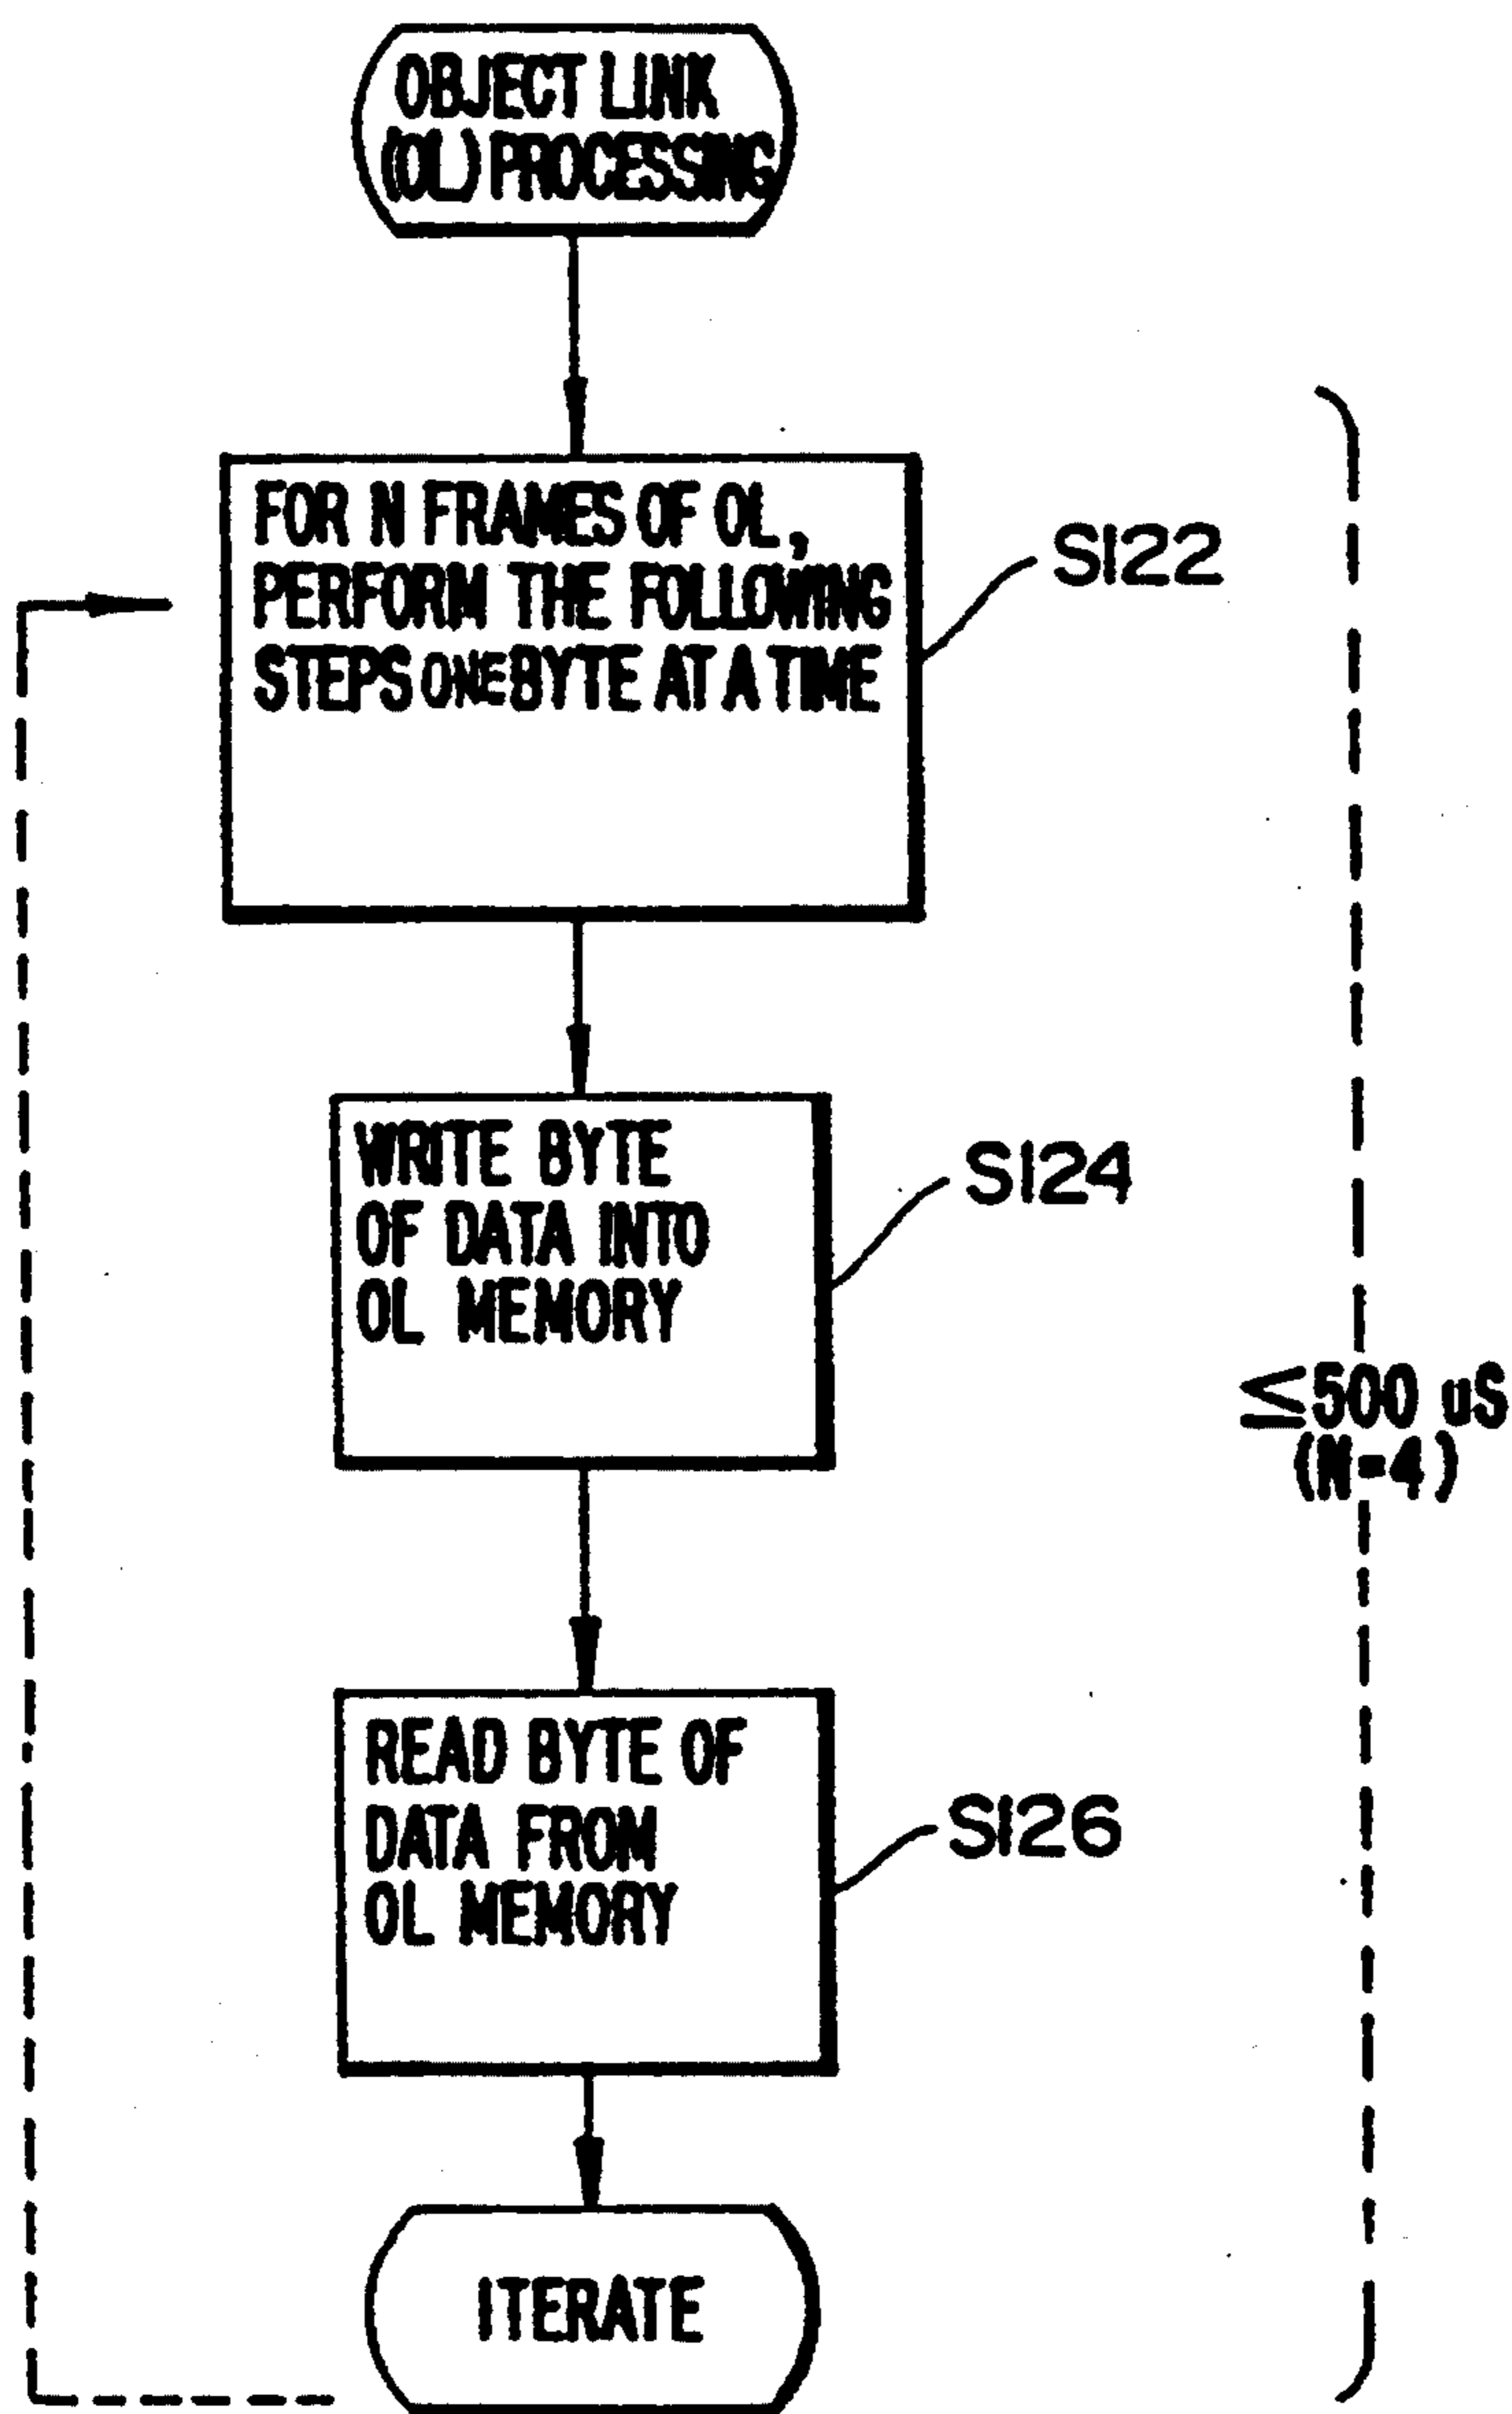 OBJECT LINK
(OL) PROCESSING
FOR N FRAMES OF OL,
PERFORM THE FOLLOWING
STEPS ONE BYTE AT A TIME
S122
WRITE BYTE
OF DATA INTO
OL MEMORY
S124
≤500 uS
(N=4)
READ BYTE OF
DATA FROM
OL MEMORY
S126
ITERATE